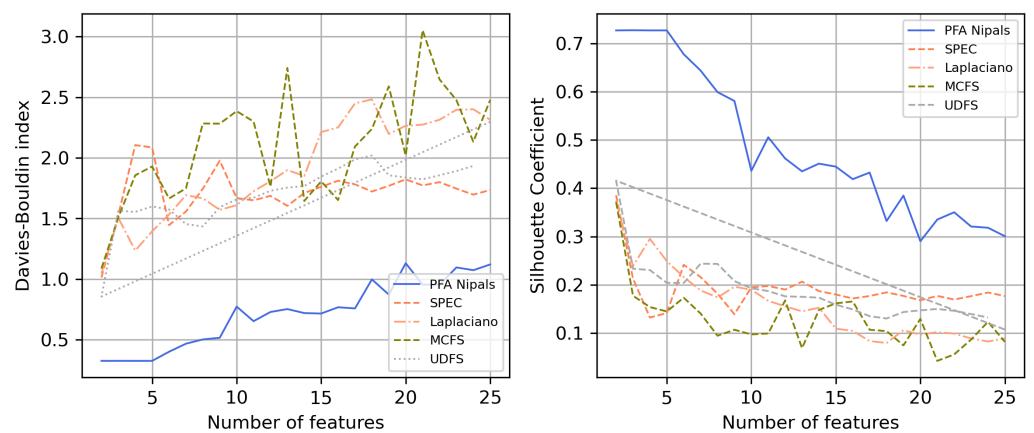 Davies-Bouldin index
3.0
2.5
2.0
1.5
1.0
0.5
5
10
15
20
25
Number of features
PFA Nipals
SPEC
Laplaciano
MCFS
UDFS
Silhouette Coefficient
0.7
0.6
0.5
0.4
0.3
0.2
0.1
5
10
15
20
25
Number of features
PFA Nipals
SPEC
Laplaciano
MCFS
UDFS